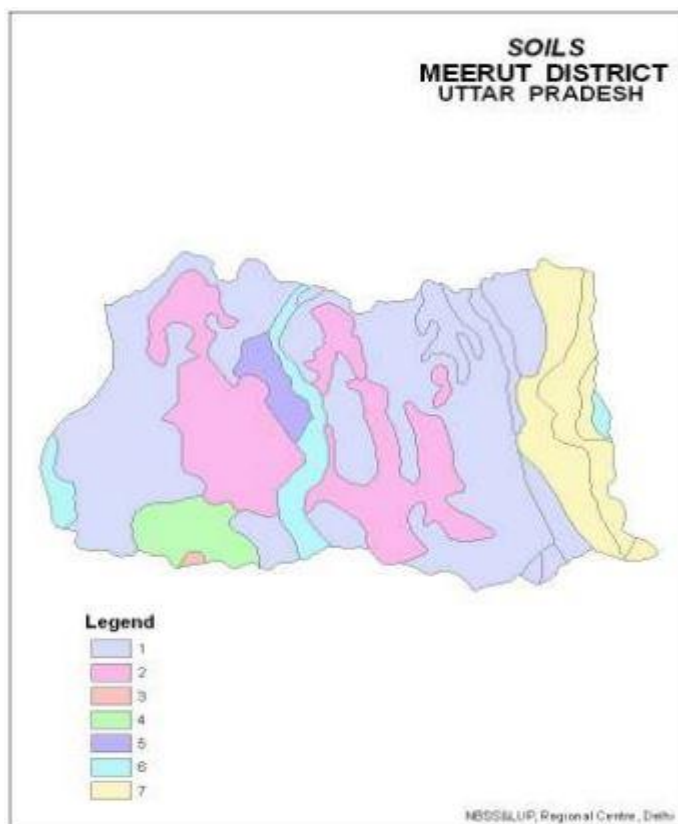 SOILS
MEERUT DISTRICT
UTTAR PRADESH
Legend
1
2
3
4
5
6
7
NBSS&LUP, Regional Centre, Delhi